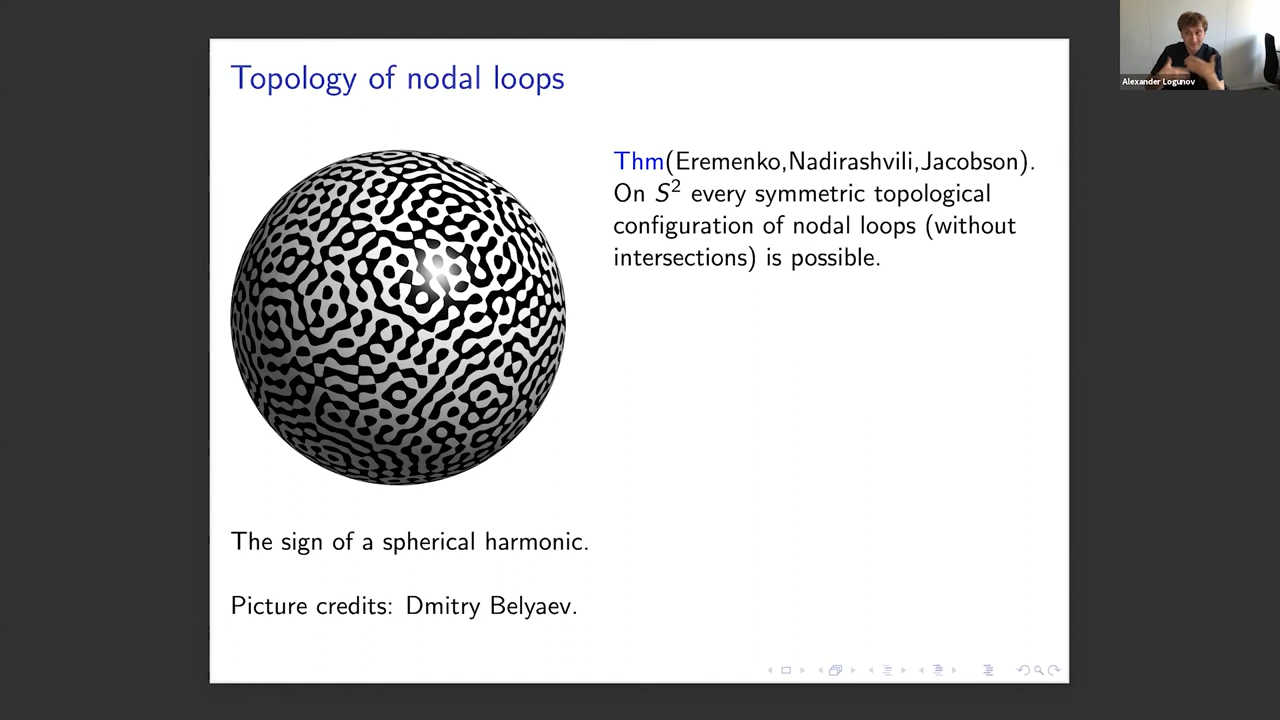 Topology of nodal loops
Thm(Eremenko,Nadirashvili,Jacobson).
On S² every symmetric topological
configuration of nodal loops (without
intersections) is possible.
The sign of a spherical harmonic.
Picture credits: Dmitry Belyaev.
Alexander Logunov